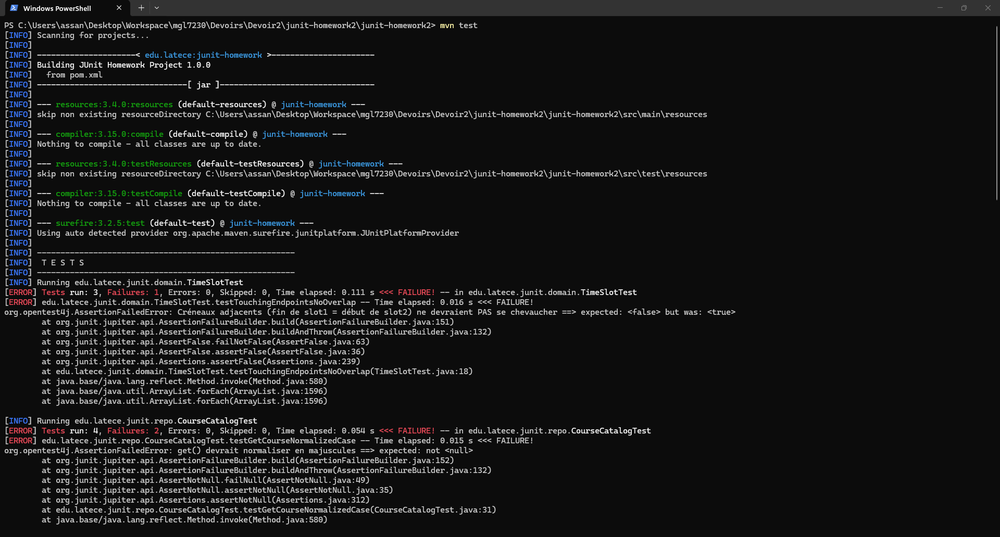 Windows PowerShell
PS C:\Users\assan\Desktop\Workspace\mgl7230\Devoirs\Devoir2\junit-homework2\junit-homework2> mvn test
[INFO] Scanning for projects...
[INFO]
[INFO] ---------------------< edu.latece:junit-homework >----------------------
[INFO] Building JUnit Homework Project 1.0.0
[INFO]   from pom.xml
[INFO] --------------------------------[ jar ]---------------------------------
[INFO]
[INFO] --- resources:3.4.0:resources (default-resources) @ junit-homework ---
[INFO] skip non existing resourceDirectory C:\Users\assan\Desktop\Workspace\mgl7230\Devoirs\Devoir2\junit-homework2\junit-homework2\src\main\resources
[INFO]
[INFO] --- compiler:3.15.0:compile (default-compile) @ junit-homework ---
[INFO] Nothing to compile - all classes are up to date.
[INFO]
[INFO] --- resources:3.4.0:testResources (default-testResources) @ junit-homework ---
[INFO] skip non existing resourceDirectory C:\Users\assan\Desktop\Workspace\mgl7230\Devoirs\Devoir2\junit-homework2\junit-homework2\src\test\resources
[INFO]
[INFO] --- compiler:3.15.0:testCompile (default-testCompile) @ junit-homework ---
[INFO] Nothing to compile - all classes are up to date.
[INFO]
[INFO] --- surefire:3.2.5:test (default-test) @ junit-homework ---
[INFO] Using auto detected provider org.apache.maven.surefire.junitplatform.JUnitPlatformProvider
[INFO]
[INFO] -------------------------------------------------------
[INFO]  T E S T S
[INFO] -------------------------------------------------------
[INFO] Running edu.latece.junit.domain.TimeSlotTest
[ERROR] Tests run: 3, Failures: 1, Errors: 0, Skipped: 0, Time elapsed: 0.111 s <<< FAILURE! -- in edu.latece.junit.domain.TimeSlotTest
[ERROR] edu.latece.junit.domain.TimeSlotTest.testTouchingEndpointsNoOverlap -- Time elapsed: 0.016 s <<< FAILURE!
org.opentest4j.AssertionFailedError: Créneaux adjacents (fin de slot1 = début de slot2) ne devraient PAS se chevaucher ==> expected: <false> but was: <true>
        at org.junit.jupiter.api.AssertionFailureBuilder.build(AssertionFailureBuilder.java:151)
        at org.junit.jupiter.api.AssertionFailureBuilder.buildAndThrow(AssertionFailureBuilder.java:132)
        at org.junit.jupiter.api.AssertFalse.failNotFalse(AssertFalse.java:63)
        at org.junit.jupiter.api.AssertFalse.assertFalse(AssertFalse.java:36)
        at org.junit.jupiter.api.Assertions.assertFalse(Assertions.java:239)
        at edu.latece.junit.domain.TimeSlotTest.testTouchingEndpointsNoOverlap(TimeSlotTest.java:18)
        at java.base/java.lang.reflect.Method.invoke(Method.java:580)
        at java.base/java.util.ArrayList.forEach(ArrayList.java:1596)
        at java.base/java.util.ArrayList.forEach(ArrayList.java:1596)
[INFO] Running edu.latece.junit.repo.CourseCatalogTest
[ERROR] Tests run: 4, Failures: 2, Errors: 0, Skipped: 0, Time elapsed: 0.054 s <<< FAILURE! -- in edu.latece.junit.repo.CourseCatalogTest
[ERROR] edu.latece.junit.repo.CourseCatalogTest.testGetCourseNormalizedCase -- Time elapsed: 0.015 s <<< FAILURE!
org.opentest4j.AssertionFailedError: get() devrait normaliser en majuscules ==> expected: not <null>
        at org.junit.jupiter.api.AssertionFailureBuilder.build(AssertionFailureBuilder.java:152)
        at org.junit.jupiter.api.AssertionFailureBuilder.buildAndThrow(AssertionFailureBuilder.java:132)
        at org.junit.jupiter.api.AssertNotNull.failNull(AssertNotNull.java:49)
        at org.junit.jupiter.api.AssertNotNull.assertNotNull(AssertNotNull.java:35)
        at org.junit.jupiter.api.Assertions.assertNotNull(Assertions.java:312)
        at edu.latece.junit.repo.CourseCatalogTest.testGetCourseNormalizedCase(CourseCatalogTest.java:31)
        at java.base/java.lang.reflect.Method.invoke(Method.java:580)